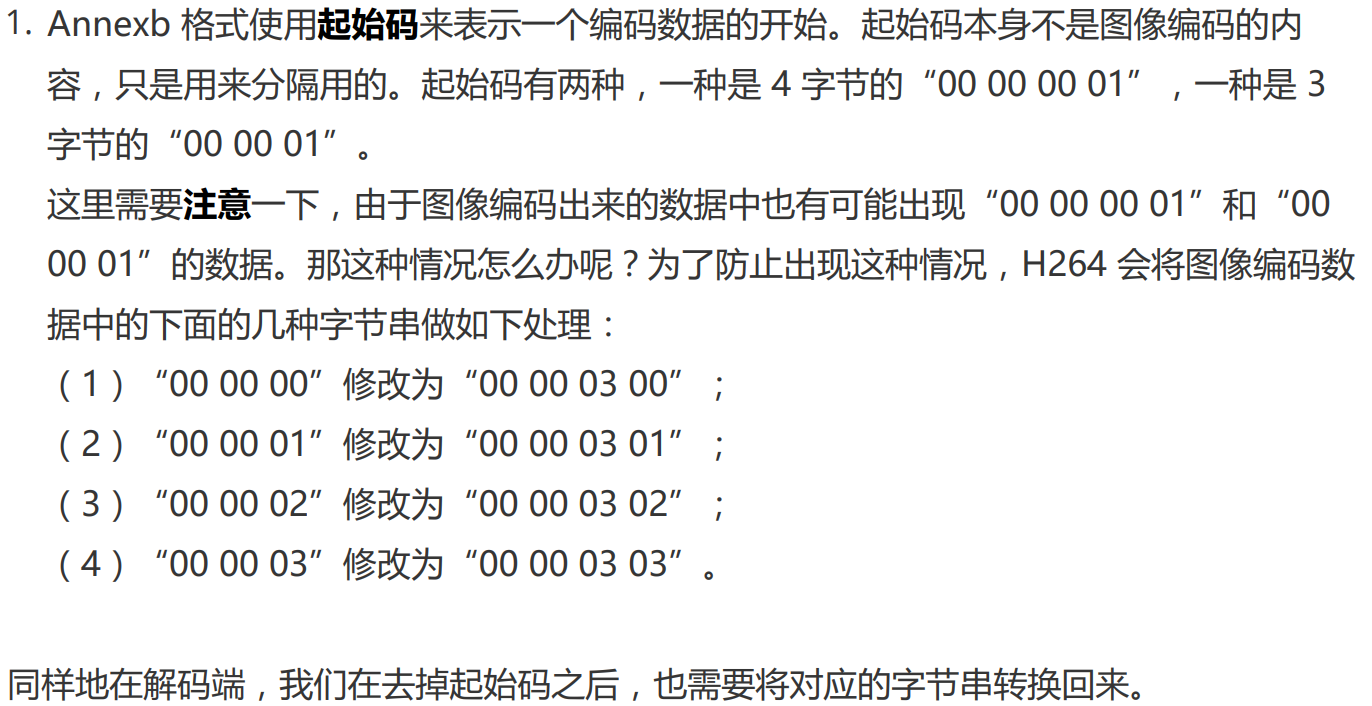 1. Annexb 格式使用起始码来表示一个编码数据的开始。起始码本身不是图像编码的内
容，只是用来分隔用的。起始码有两种，一种是 4 字节的“00 00 00 01”，一种是 3
字节的“00 00 01”。
这里需要注意一下，由于图像编码出来的数据中也有可能出现“00 00 00 01”和“00
00 01”的数据。那这种情况怎么办呢？为了防止出现这种情况，H264 会将图像编码数
据中的下面的几种字节串做如下处理：
（1）“00 00 00”修改为“00 00 03 00”；
（2）“00 00 01”修改为“00 00 03 01”；
（3）“00 00 02”修改为“00 00 03 02”；
（4）“00 00 03”修改为“00 00 03 03”。
同样地在解码端，我们在去掉起始码之后，也需要将对应的字节串转换回来。